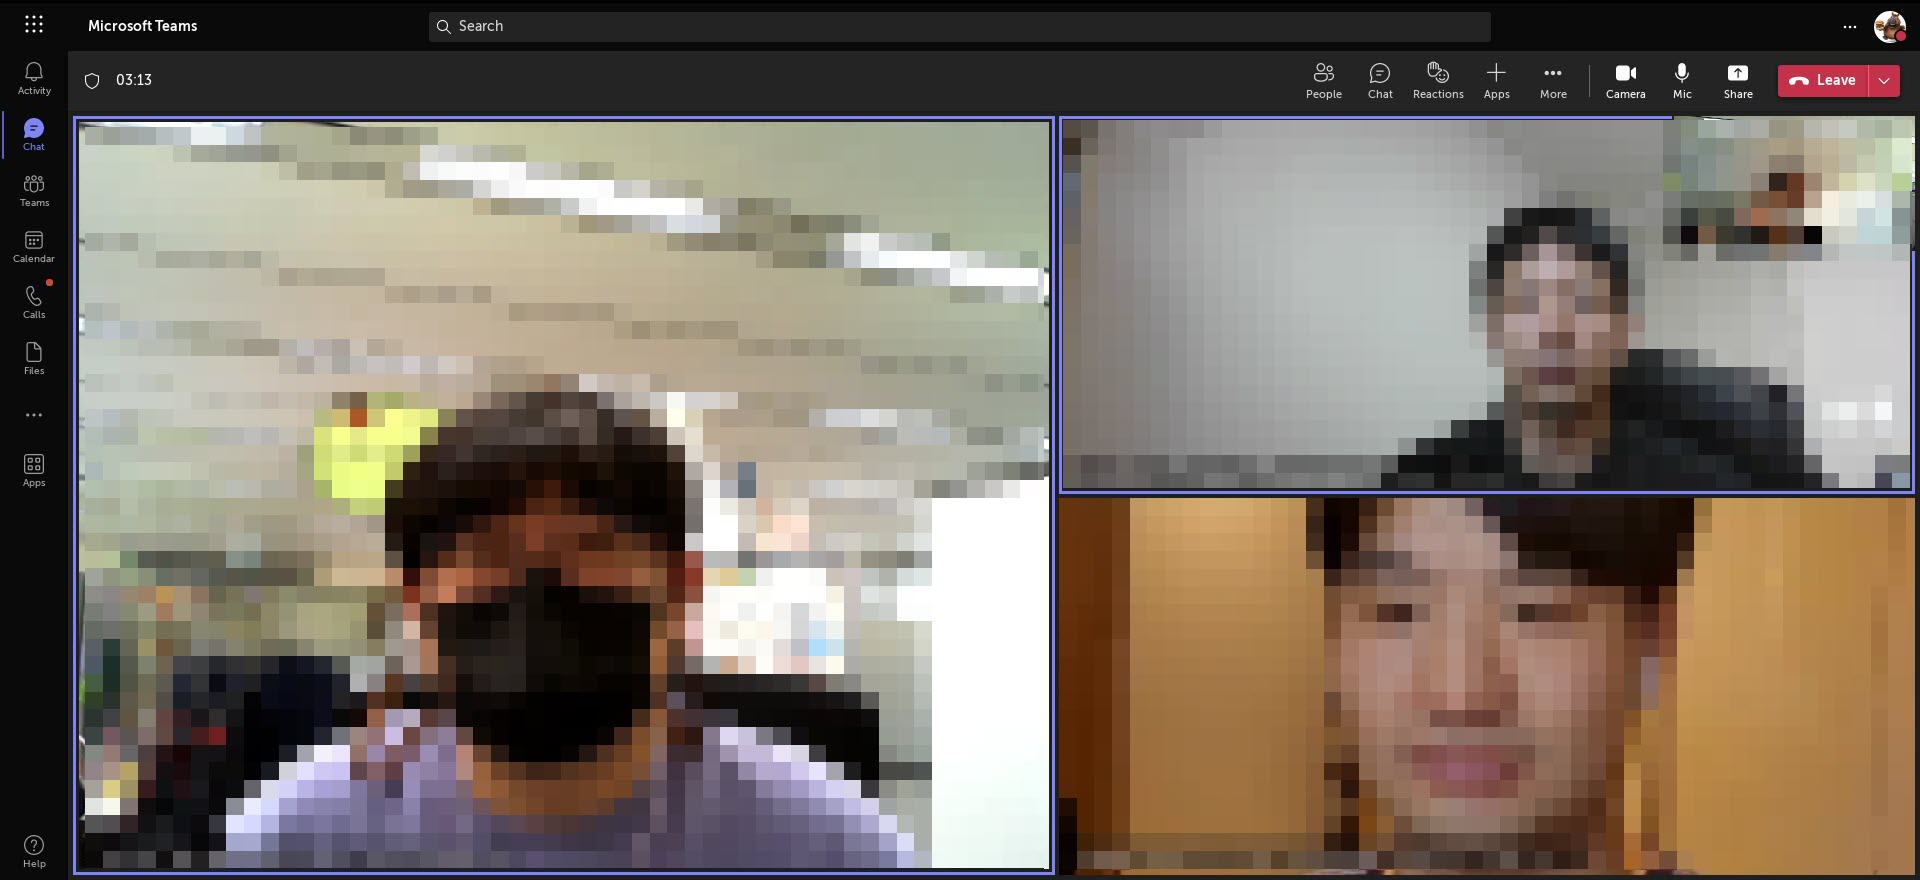 Microsoft Teams
Search
Activity
Chat
Teams
Calendar
Calls
Files
Apps
Help
03:13
People
Chat
Reactions
Apps
More
Camera
Mic
Share
Leave